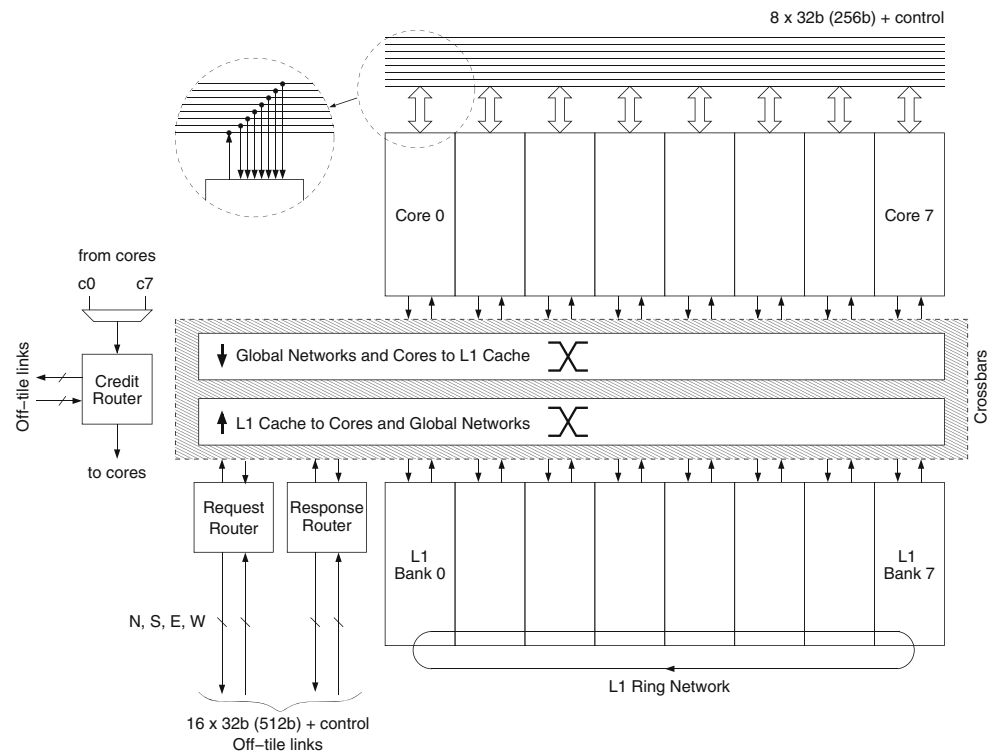 8 x 32b (256b) + control
Core 0
Core 7
from cores
c0
c7
Off−tile links
Credit
Router
to cores
Global Networks and Cores to L1 Cache
L1 Cache to Cores and Global Networks
Crossbars
Request
Router
Response
Router
L1
Bank 0
L1
Bank 7
N, S, E, W
L1 Ring Network
16 x 32b (512b) + control
Off−tile links